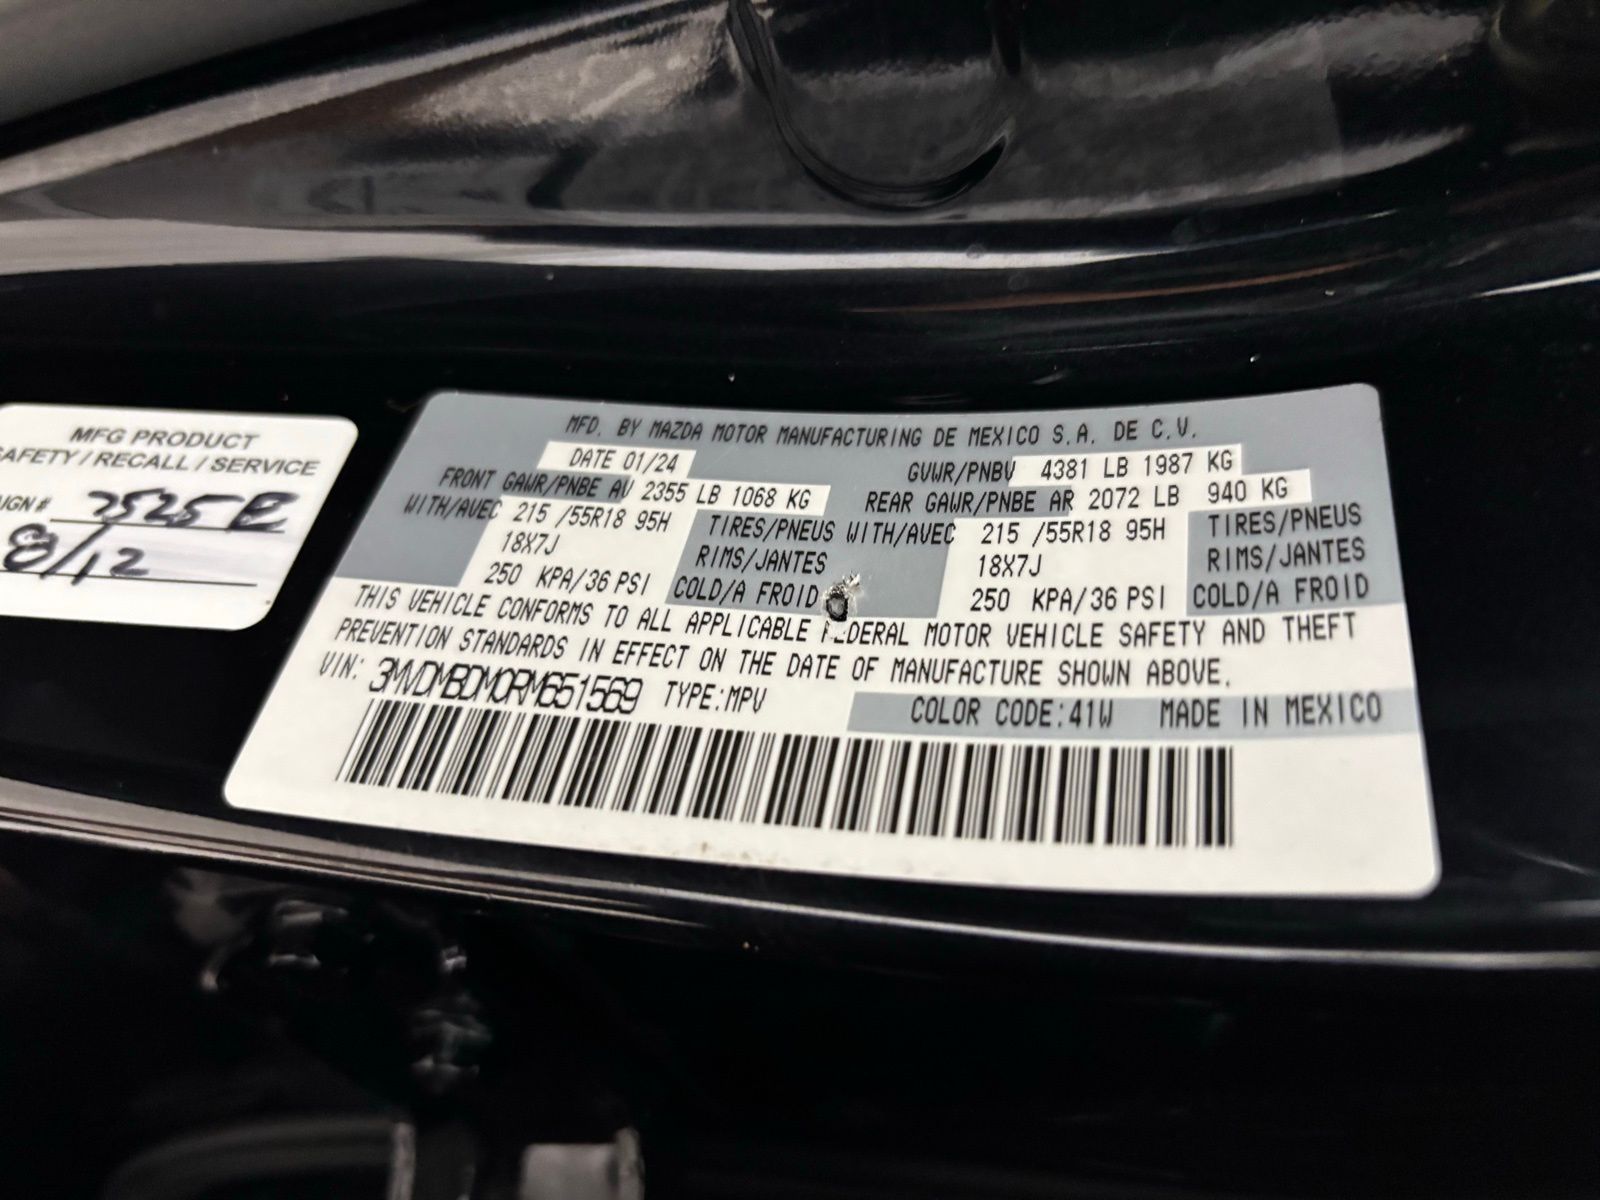 MFG PRODUCT
SAFETY / RECALL / SERVICE
IGN # 7525E
8/12
MFD. BY MAZDA MOTOR MANUFACTURING DE MEXICO S.A. DE C.V.
DATE 01/24 GVWR/PNBV 4381 LB 1987 KG
FRONT GAWR/PNBE AV 2355 LB 1068 KG REAR GAWR/PNBE AR 2072 LB 940 KG
WITH/AVEC 215 /55R18 95H TIRES/PNEUS WITH/AVEC 215 /55R18 95H TIRES/PNEUS
18X7J RIMS/JANTES 18X7J RIMS/JANTES
250 KPA/36 PSI COLD/A FROID 250 KPA/36 PSI COLD/A FROID
THIS VEHICLE CONFORMS TO ALL APPLICABLE FEDERAL MOTOR VEHICLE SAFETY AND THEFT
PREVENTION STANDARDS IN EFFECT ON THE DATE OF MANUFACTURE SHOWN ABOVE.
VIN: 3MVDMBDM0RM651569 TYPE:MPV
COLOR CODE:41W MADE IN MEXICO